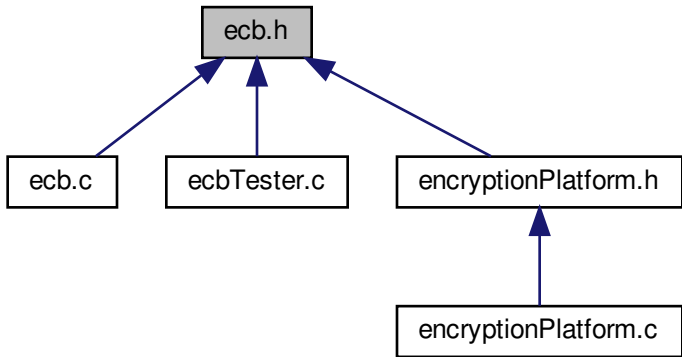 ecb.h
ecb.c
ecbTester.c
encryptionPlatform.h
encryptionPlatform.c